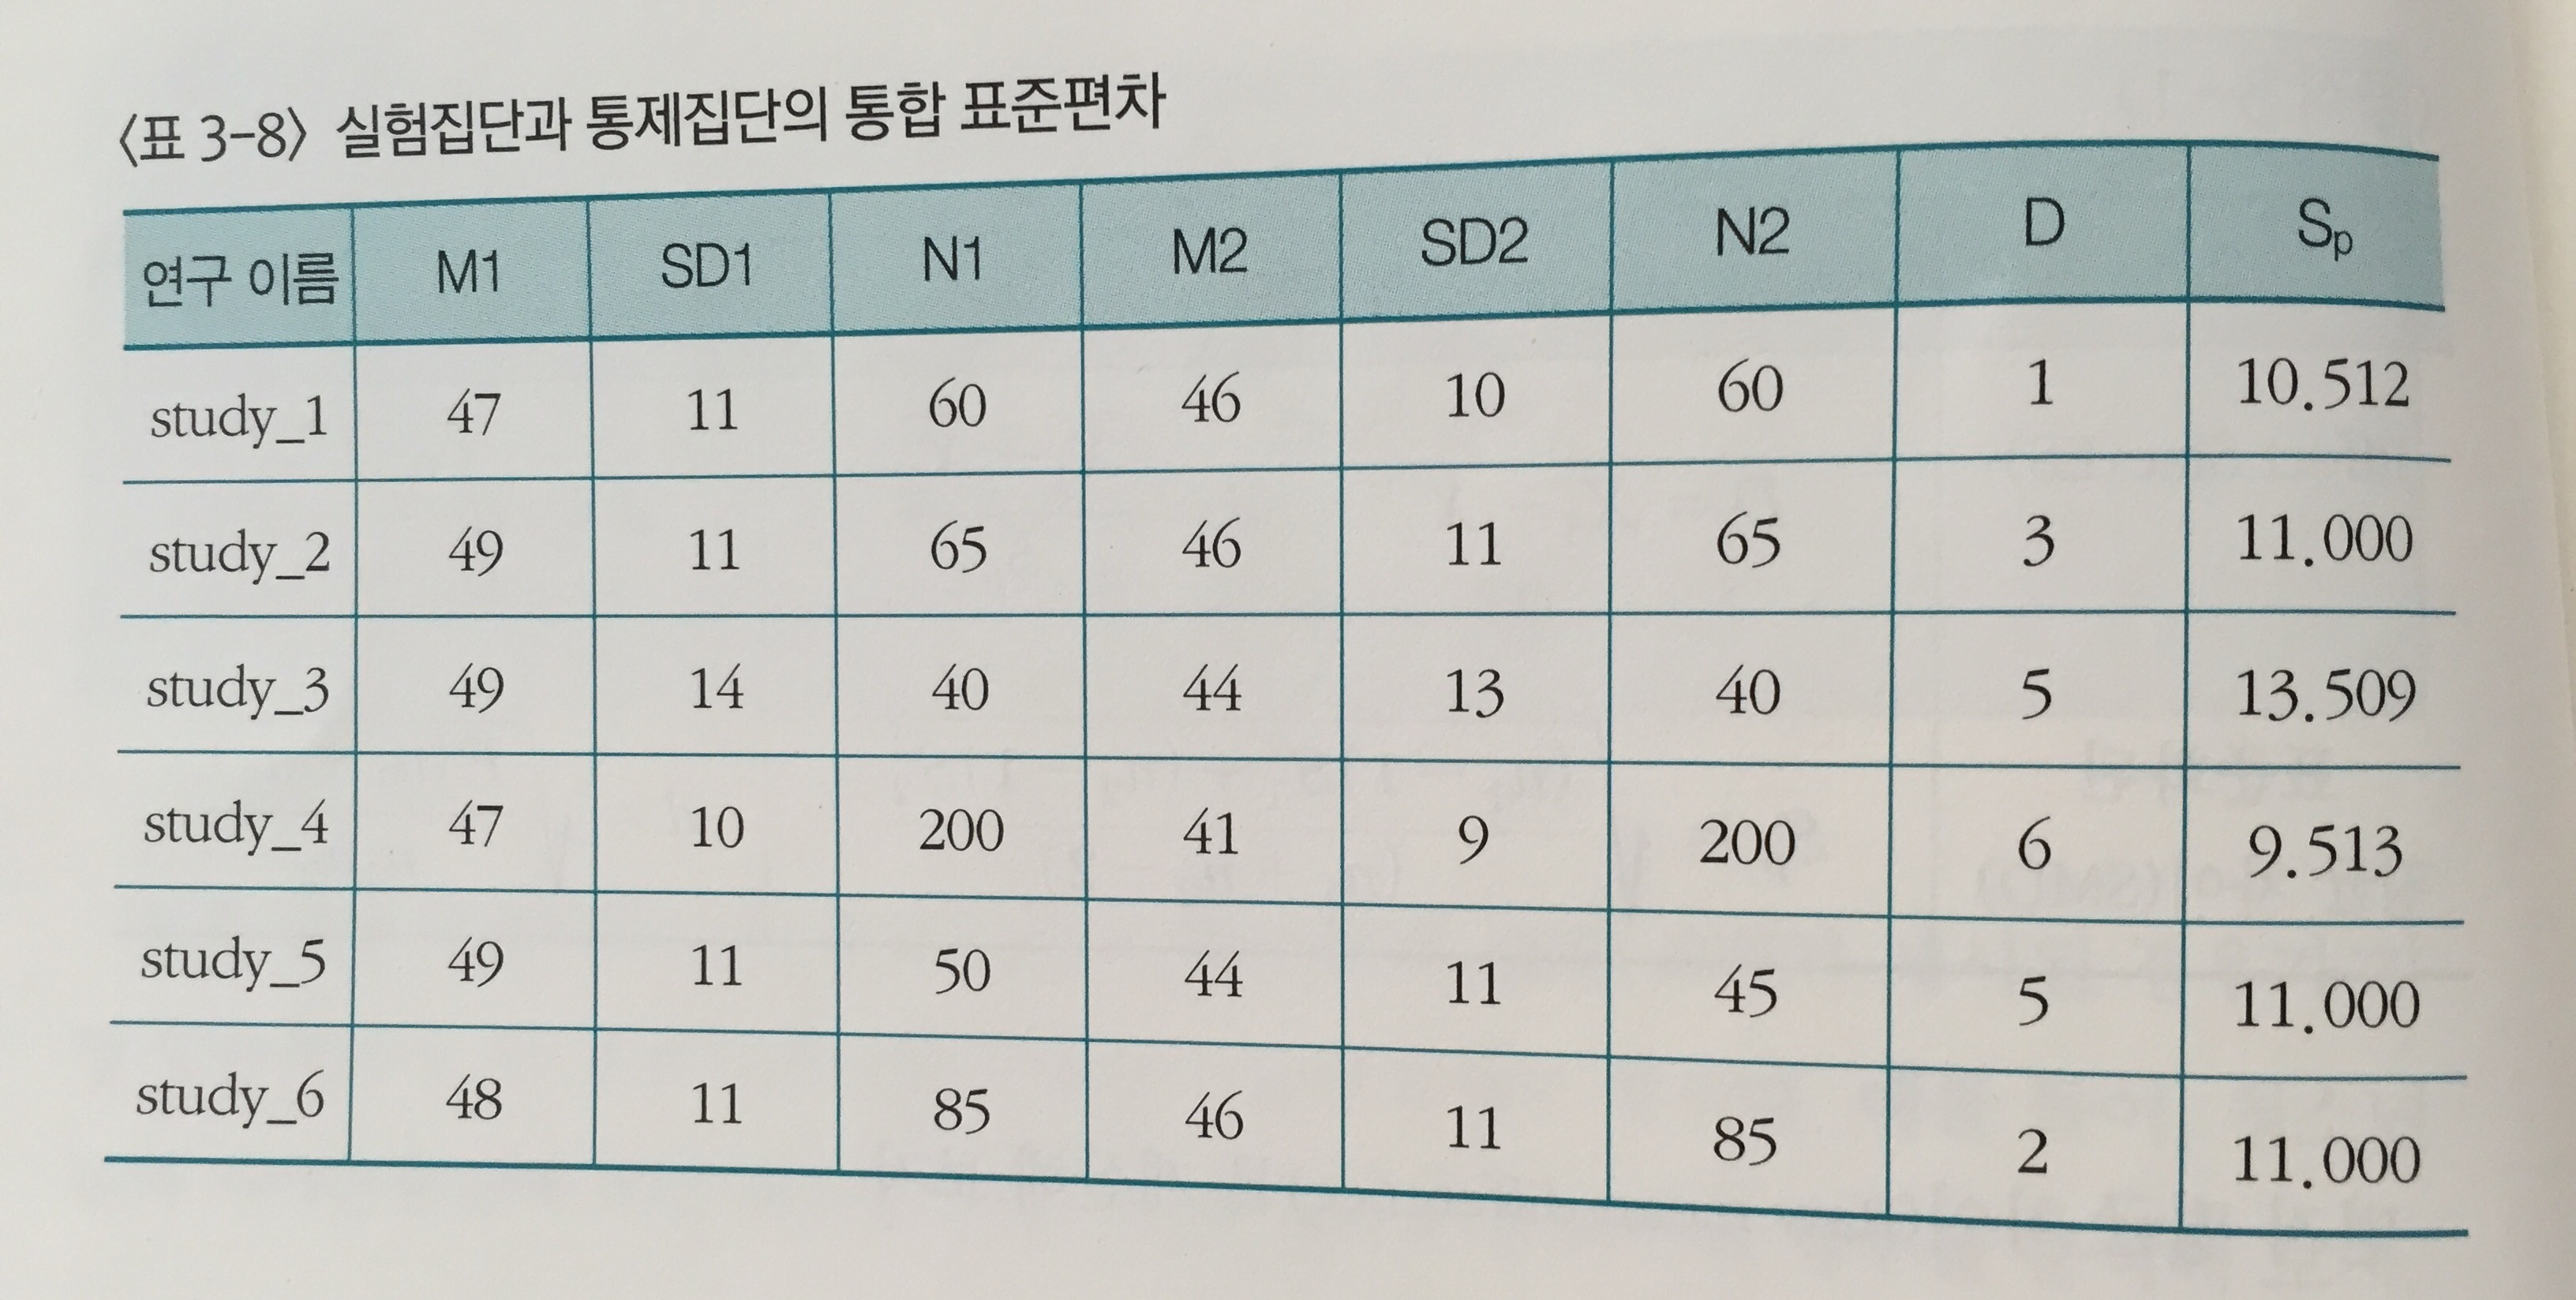 〈표 3-8〉 실험집단과 통제집단의 통합 표준편차
연구 이름 M1 SD1 N1 M2 SD2 N2 D Sp
study_1 47 11 60 46 10 60 1 10.512
study_2 49 11 65 46 11 65 3 11.000
study_3 49 14 40 44 13 40 5 13.509
study_4 47 10 200 41 9 200 6 9.513
study_5 49 11 50 44 11 45 5 11.000
study_6 48 11 85 46 11 85 2 11.000